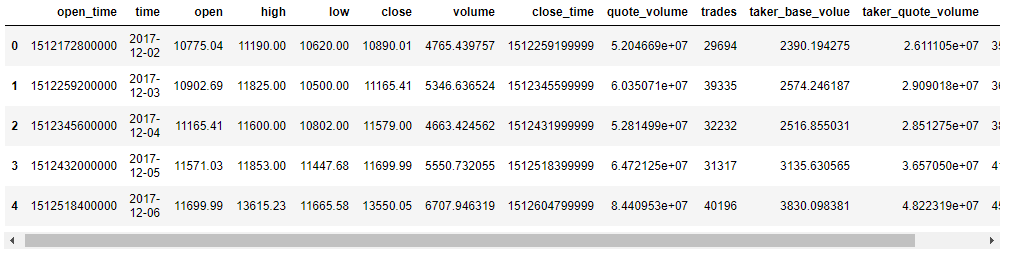 open_time time open high low close volume close_time quote_volume trades taker_base_volue taker_quote_volume
0 1512172800000 2017-12-02 10775.04 11190.00 10620.00 10890.01 4765.439757 1512259199999 5.204669e+07 29694 2390.194275 2.611105e+07 35
1 1512259200000 2017-12-03 10902.69 11825.00 10500.00 11165.41 5346.636524 1512345599999 6.035071e+07 39335 2574.246187 2.909018e+07
2 1512345600000 2017-12-04 11165.41 11600.00 10802.00 11579.00 4663.424562 1512431999999 5.281499e+07 32232 2516.855031 2.851275e+07
3 1512432000000 2017-12-05 11571.03 11853.00 11447.68 11699.99 5550.732055 1512518399999 6.472125e+07 31317 3135.630565 3.657050e+07
4 1512518400000 2017-12-06 11699.99 13615.23 11665.58 13550.05 6707.946319 1512604799999 8.440953e+07 40196 3830.098381 4.822319e+07